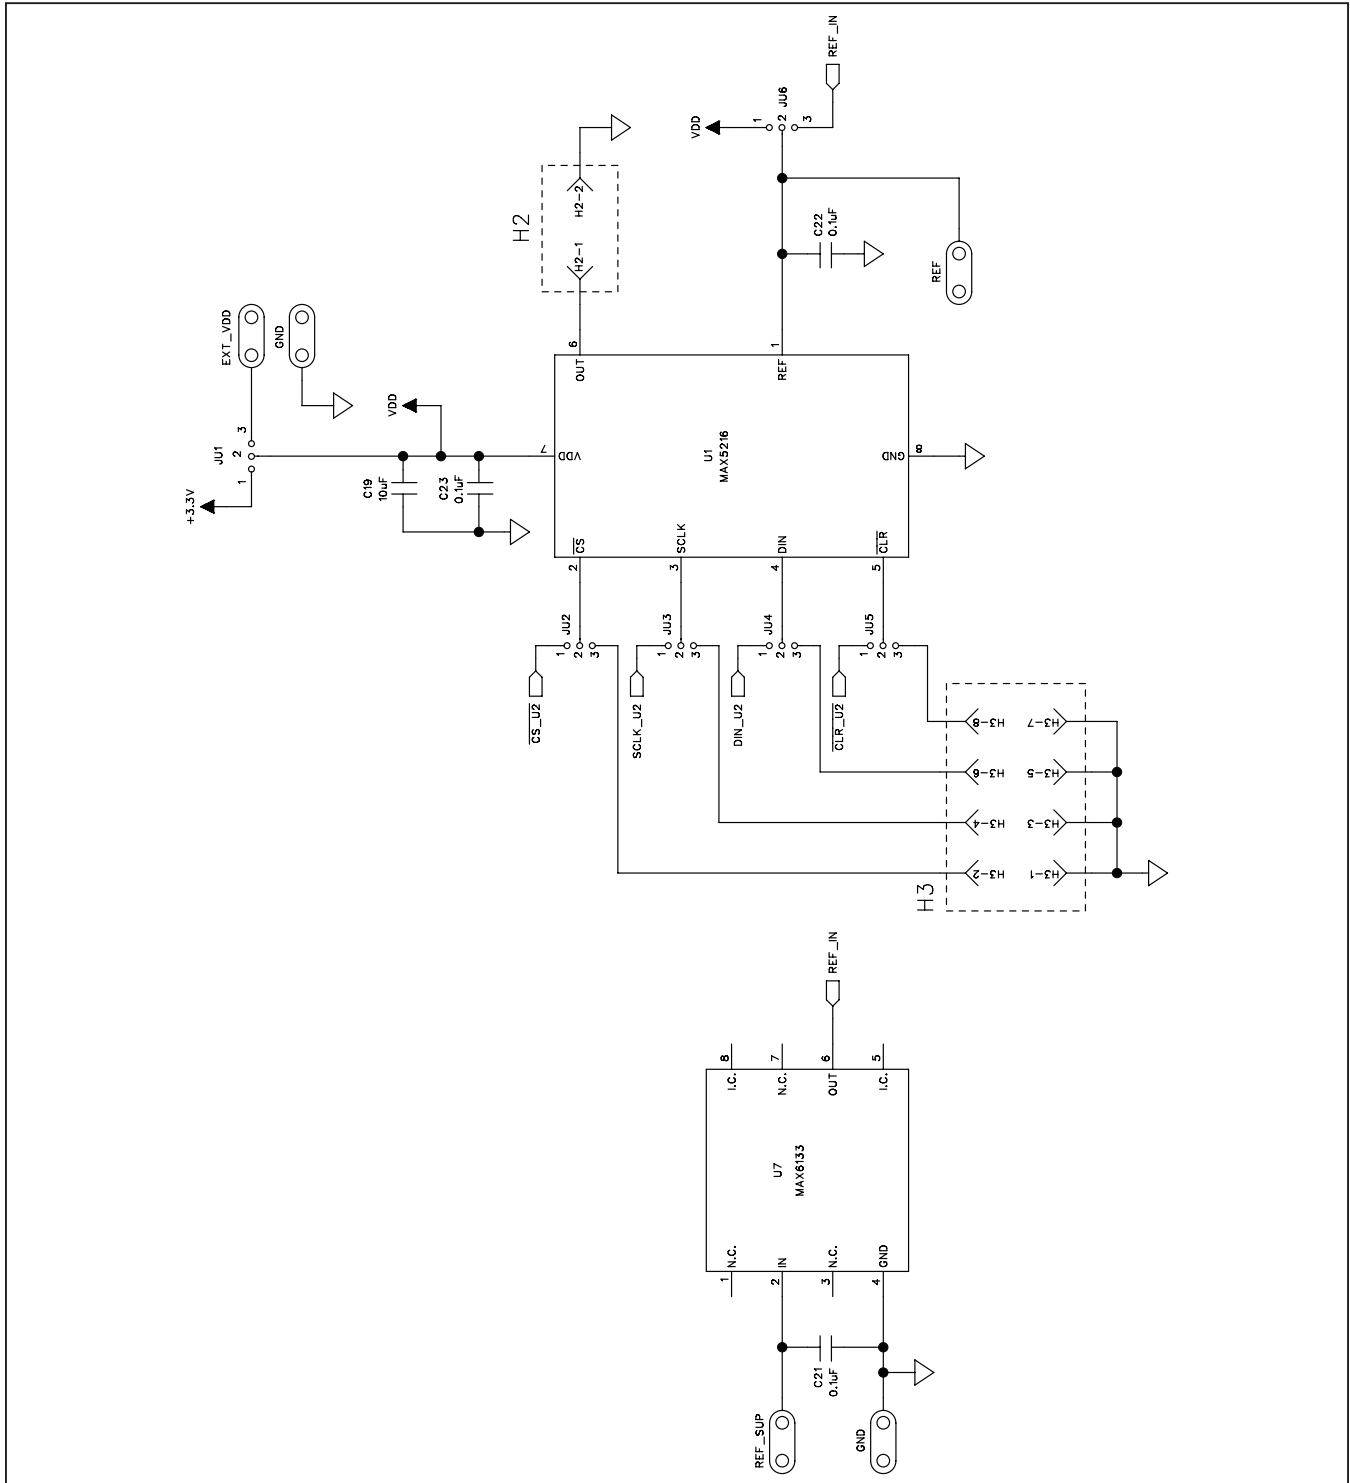 REF_IN
VDD
1
2
3
JU6
H2
H2-1
H2-2
C22
0.1uF
REF
EXT_VDD
GND
JU1
1
2
3
+3.3V
VDD
C19
10uF
C23
0.1uF
6
OUT
1
REF
7
VDD
U1
MAX5216
GND
8
CS
2
SCLK
3
DIN
4
CLR
5
JU2
1
2
3
JU3
1
2
3
JU4
1
2
3
JU5
1
2
3
CS_U2
SCLK_U2
DIN_U2
CLR_U2
H3
H3-8
H3-7
H3-6
H3-5
H3-4
H3-3
H3-2
H3-1
REF_IN
8
I.C.
7
N.C.
6
OUT
5
I.C.
U7
MAX6133
N.C.
1
IN
2
N.C.
3
GND
4
C21
0.1uF
REF_SUP
GND